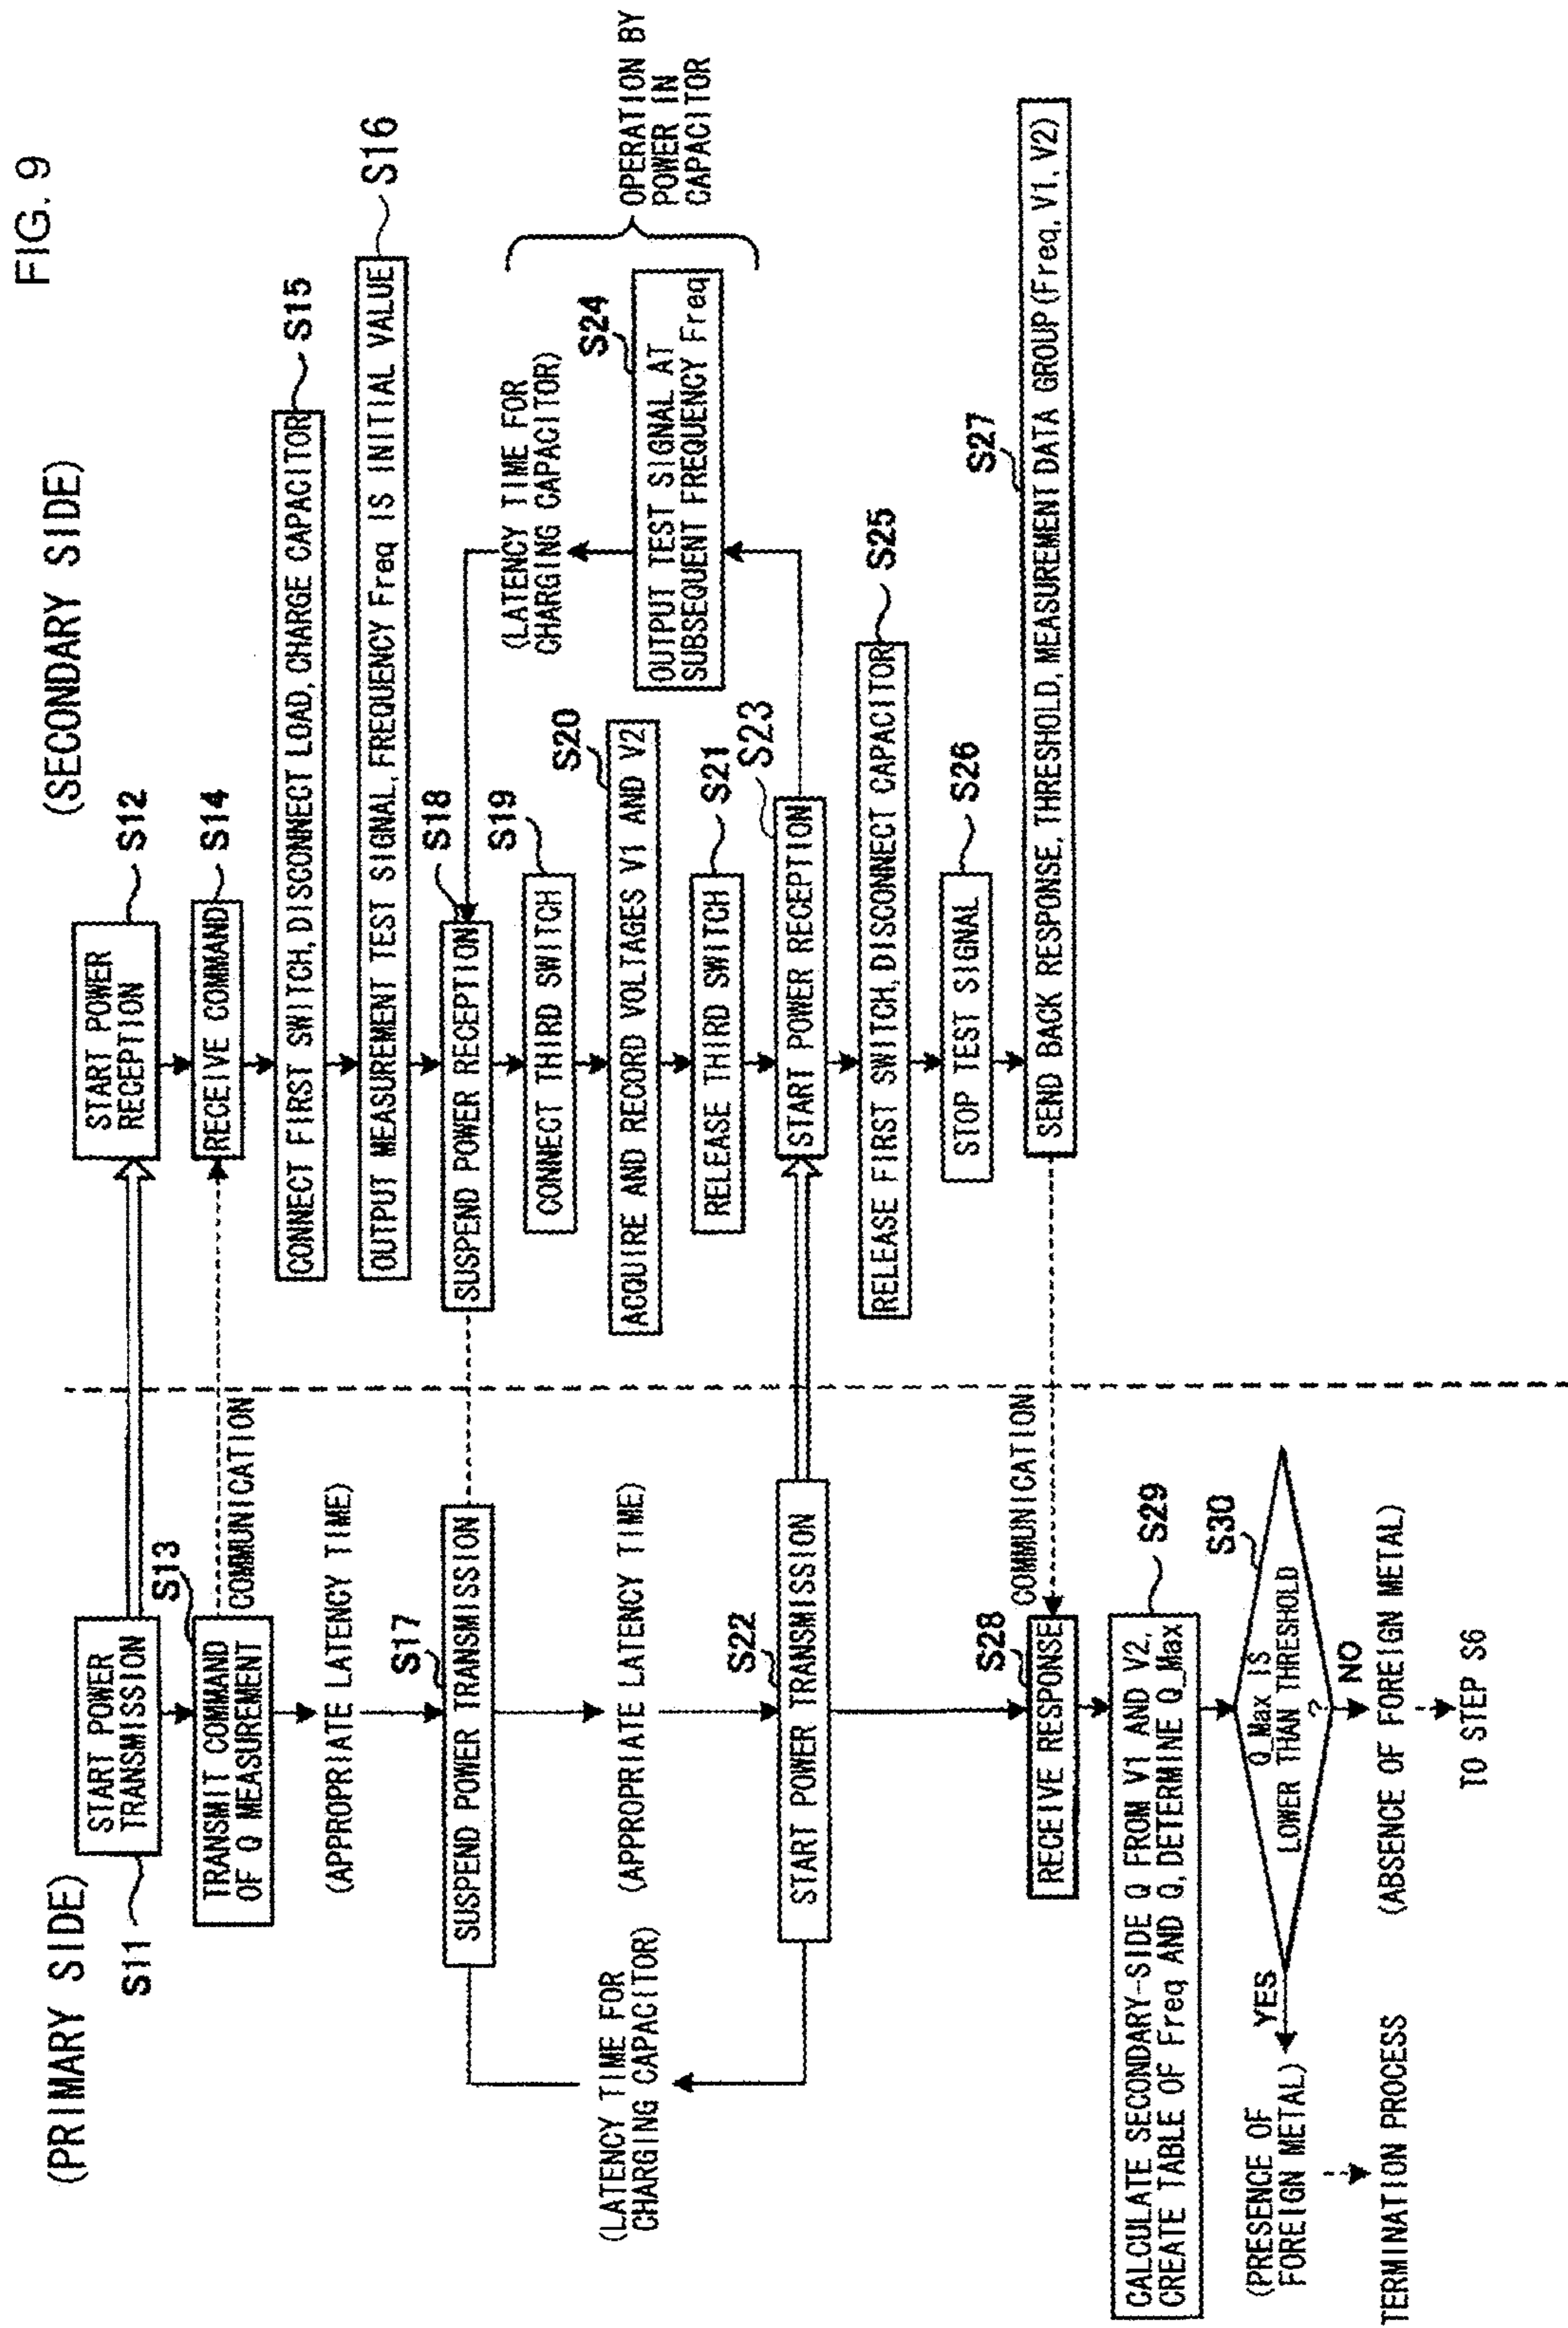 FIG. 9
(PRIMARY SIDE)
(SECONDARY SIDE)
S11
START POWER
TRANSMISSION
START POWER
RECEPTION
S12
S13
TRANSMIT COMMAND
OF Q MEASUREMENT
COMMUNICATION
RECEIVE COMMAND
S14
(APPROPRIATE LATENCY TIME)
CONNECT FIRST SWITCH, DISCONNECT LOAD, CHARGE CAPACITOR
S15
OUTPUT MEASUREMENT TEST SIGNAL, FREQUENCY Freq IS INITIAL VALUE
S16
S17
SUSPEND POWER TRANSMISSION
SUSPEND POWER RECEPTION
S18
(LATENCY TIME FOR
CHARGING CAPACITOR)
CONNECT THIRD SWITCH
S19
(LATENCY TIME FOR
CHARGING CAPACITOR)
(APPROPRIATE LATENCY TIME)
ACQUIRE AND RECORD VOLTAGES V1 AND V2
S20
S24
OUTPUT TEST SIGNAL AT
SUBSEQUENT FREQUENCY Freq
OPERATION BY
POWER IN
CAPACITOR
RELEASE THIRD SWITCH
S21
S22
START POWER TRANSMISSION
START POWER RECEPTION
S23
RELEASE FIRST SWITCH, DISCONNECT CAPACITOR
S25
STOP TEST SIGNAL
S26
S27
SEND BACK RESPONSE, THRESHOLD, MEASUREMENT DATA GROUP (Freq, V1, V2)
COMMUNICATION
S28
RECEIVE RESPONSE
CALCULATE SECONDARY-SIDE Q FROM V1 AND V2,
CREATE TABLE OF Freq AND Q, DETERMINE Q_Max
S29
S30
Q_Max IS
LOWER THAN THRESHOLD
?
YES
NO
(PRESENCE OF
FOREIGN METAL)
(ABSENCE OF FOREIGN METAL)
TERMINATION PROCESS
TO STEP S6